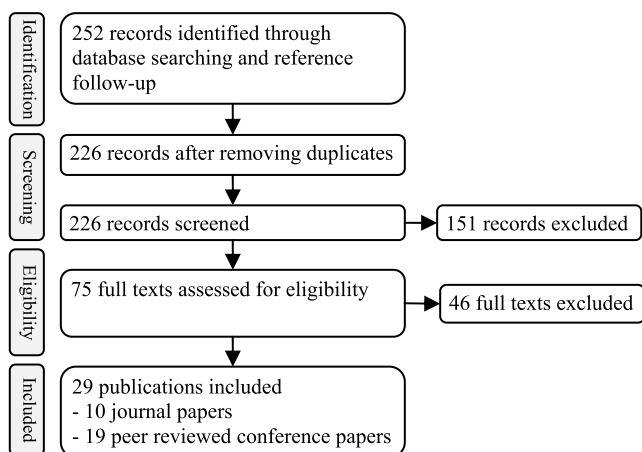 Identification
252 records identified through
database searching and reference
follow-up
Screening
226 records after removing duplicates
226 records screened
151 records excluded
Eligibility
75 full texts assessed for eligibility
46 full texts excluded
Included
29 publications included
- 10 journal papers
- 19 peer reviewed conference papers